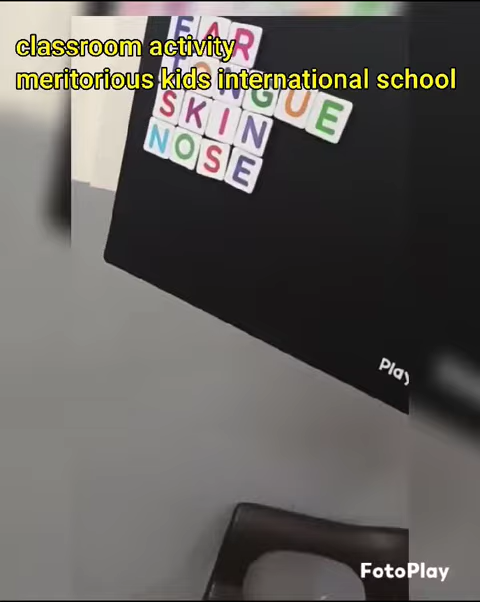 classroom activity
meritorious kids international school
EAR
TONGUE
SKIN
NOSE
Play
FotoPlay